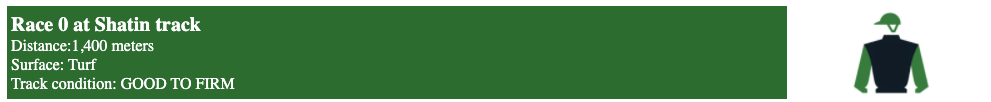 Race 0 at Shatin track
Distance:1,400 meters
Surface: Turf
Track condition: GOOD TO FIRM